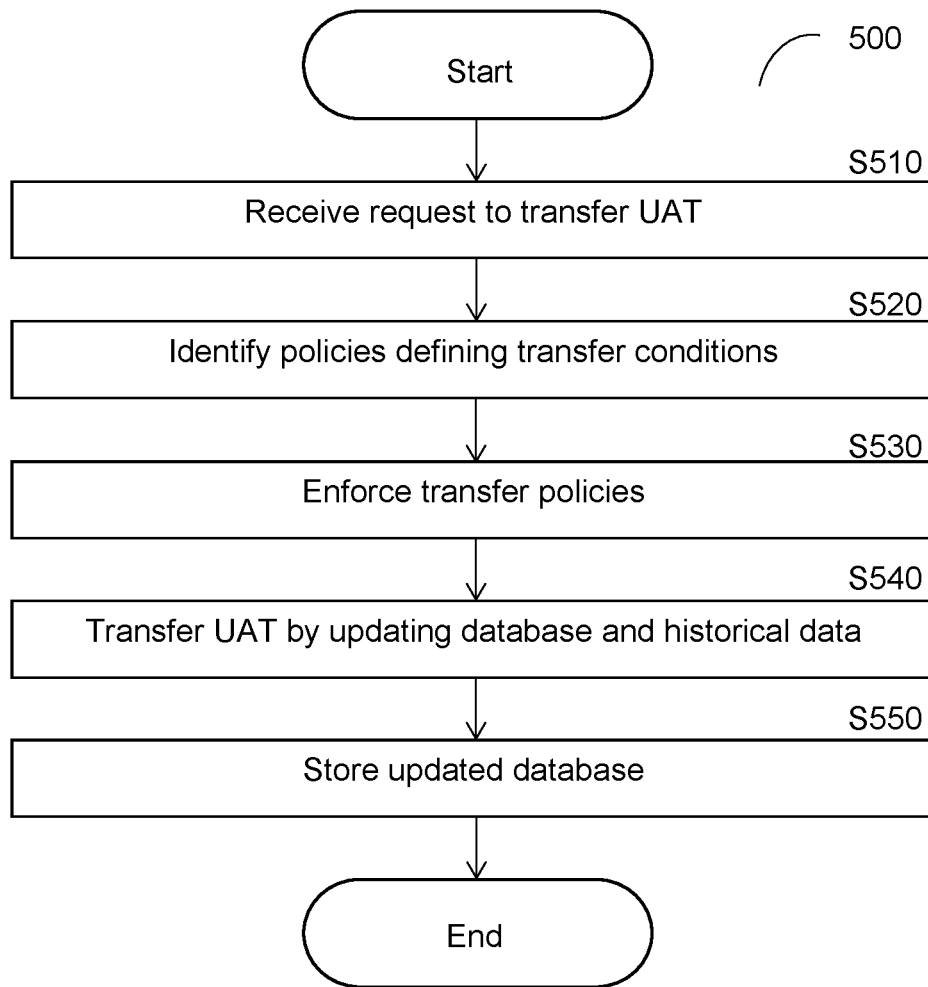 Start
500
S510
Receive request to transfer UAT
S520
Identify policies defining transfer conditions
S530
Enforce transfer policies
S540
Transfer UAT by updating database and historical data
S550
Store updated database
End